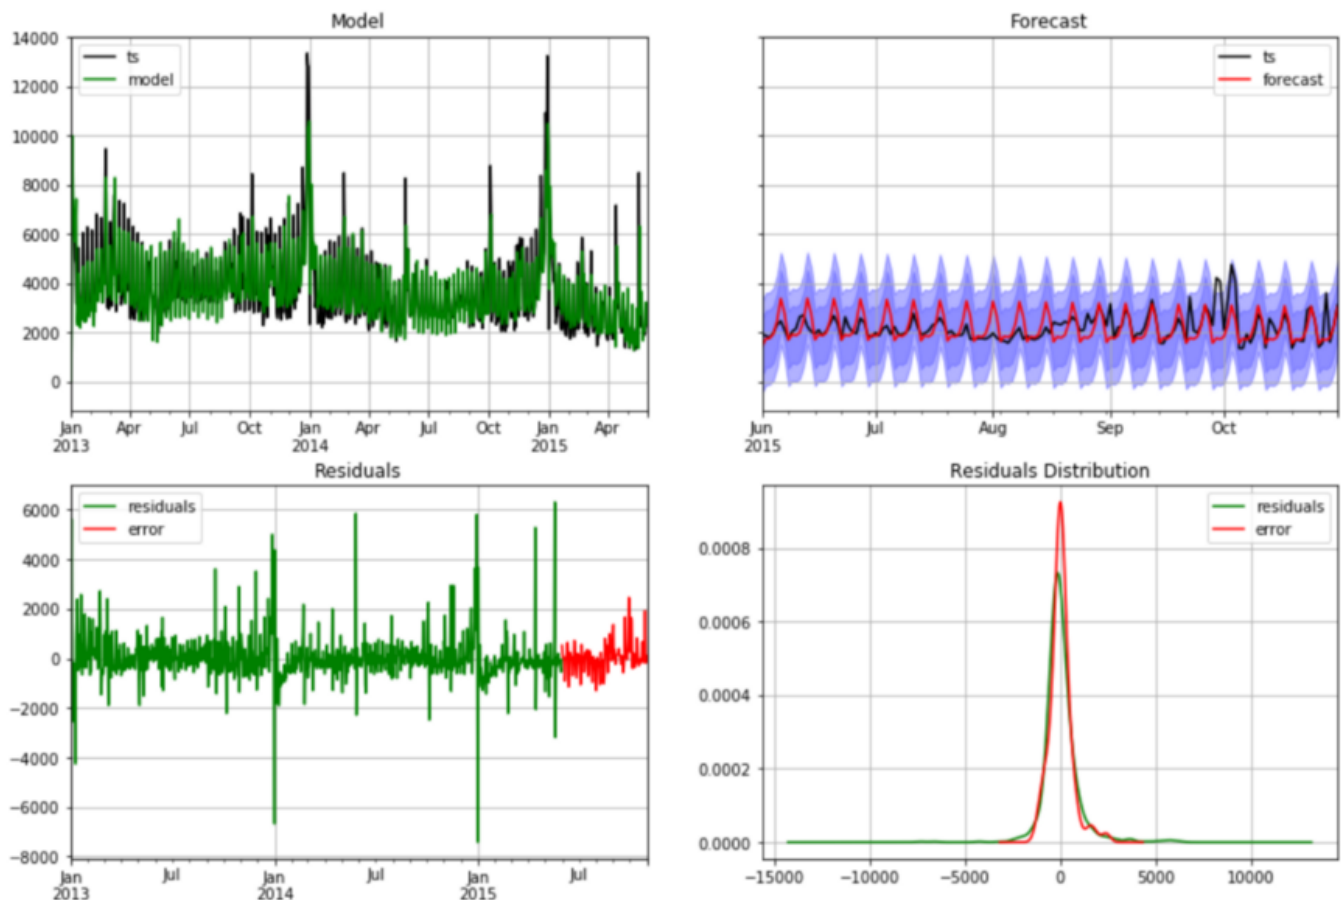 Model
14000
12000
10000
8000
6000
4000
2000
0
ts
model
Jan Apr Jul Oct Jan Apr Jul Oct Jan Apr
2013 2014 2015
Forecast
ts
forecast
Jun Jul Aug Sep Oct
2015
Residuals
6000
4000
2000
0
−2000
−4000
−6000
−8000
residuals
error
Jan Jul Jan Jul Jan Jul
2013 2014 2015
Residuals Distribution
0.0008
0.0006
0.0004
0.0002
0.0000
residuals
error
−15000 −10000 −5000 0 5000 10000